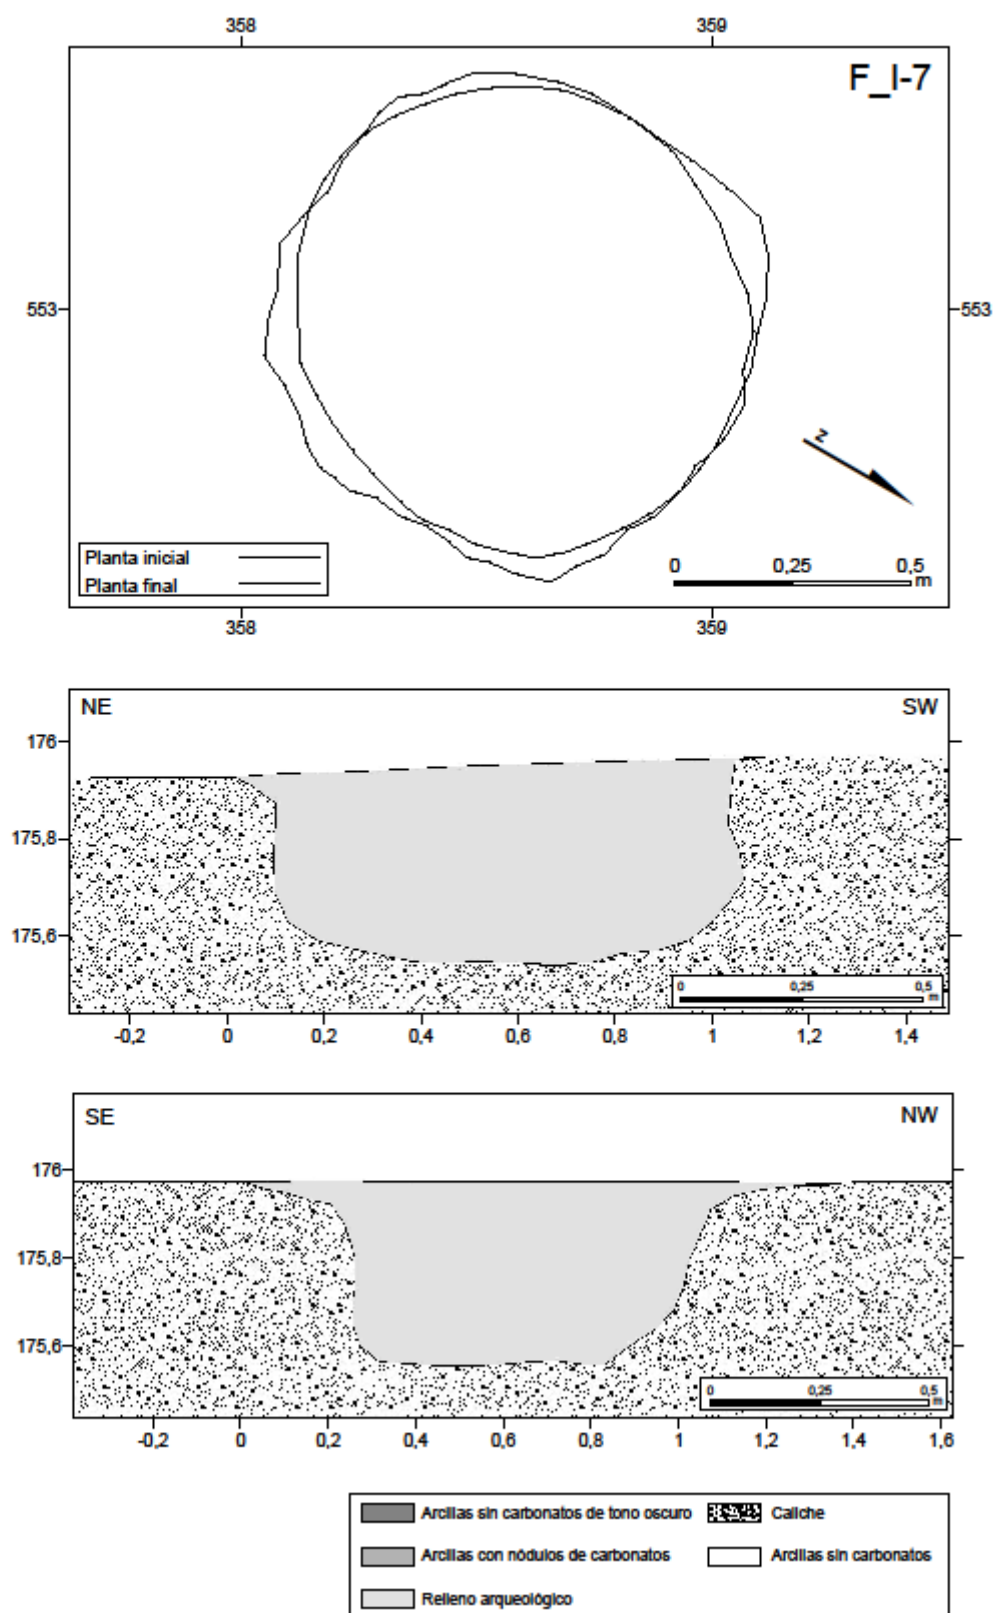 358 359
F_I-7
553 553
N
Planta inicial
Planta final
0 0,25 0,5
m
358 359
NE SW
176
175,8
175,6
0 0,25 0,5
m
-0,2 0 0,2 0,4 0,6 0,8 1 1,2 1,4
SE NW
176
175,8
175,6
0 0,25 0,5
m
-0,2 0 0,2 0,4 0,6 0,8 1 1,2 1,4 1,6
Arcillas sin carbonatos de tono oscuro Caliche
Arcillas con nódulos de carbonatos Arcillas sin carbonatos
Relleno arqueológico